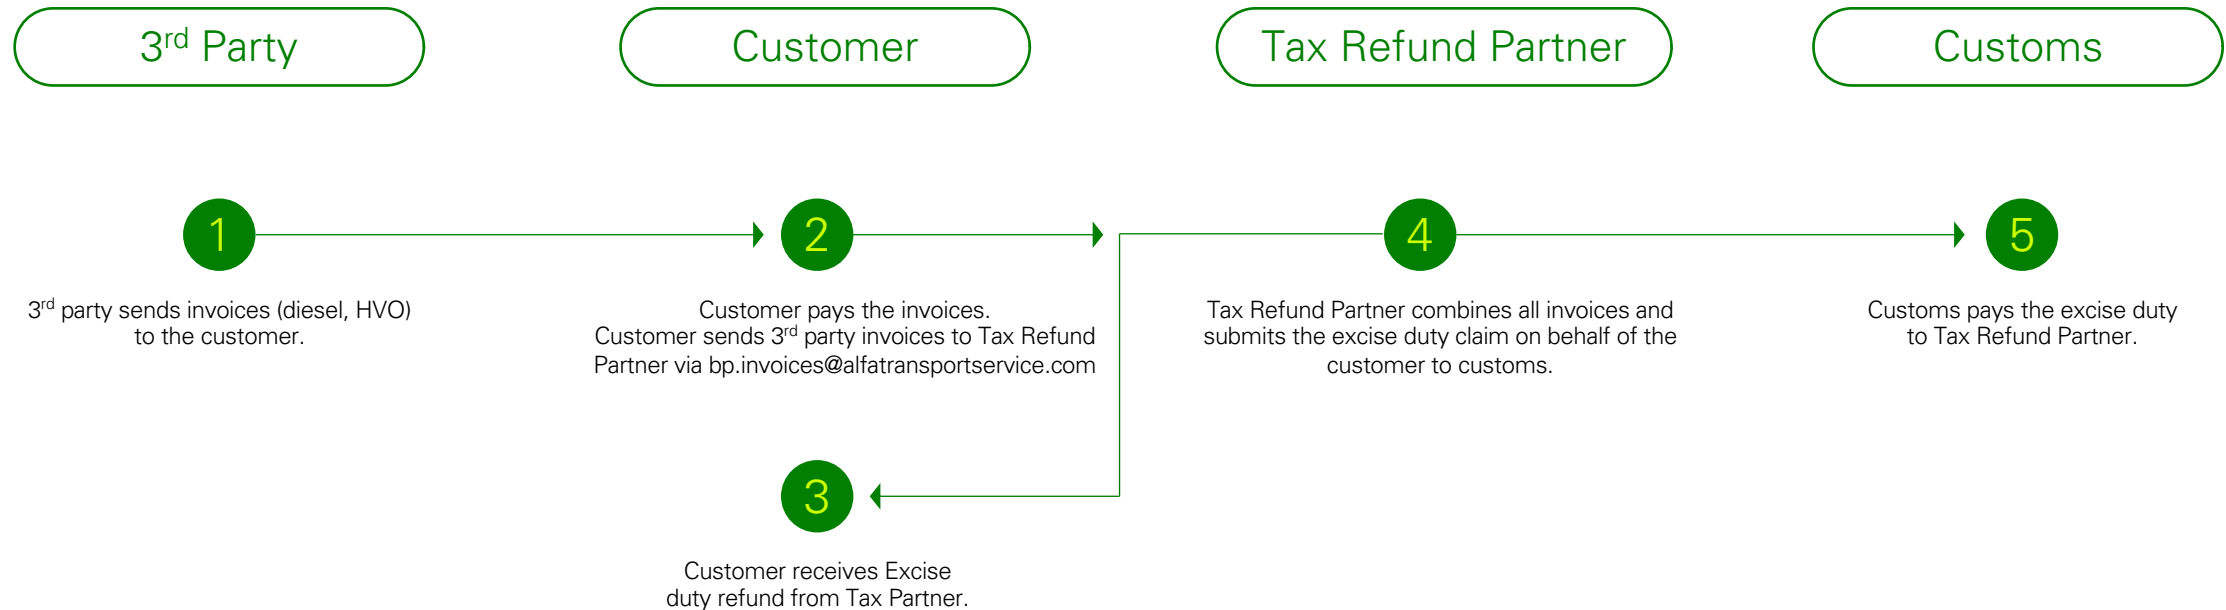 3rd Party
Customer
Tax Refund Partner
Customs
1
2
4
5
3rd party sends invoices (diesel, HVO)
to the customer.
Customer pays the invoices.
Customer sends 3rd party invoices to Tax Refund
Partner via bp.invoices@alfatransportservice.com
Tax Refund Partner combines all invoices and
submits the excise duty claim on behalf of the
customer to customs.
Customs pays the excise duty
to Tax Refund Partner.
3
Customer receives Excise
duty refund from Tax Partner.